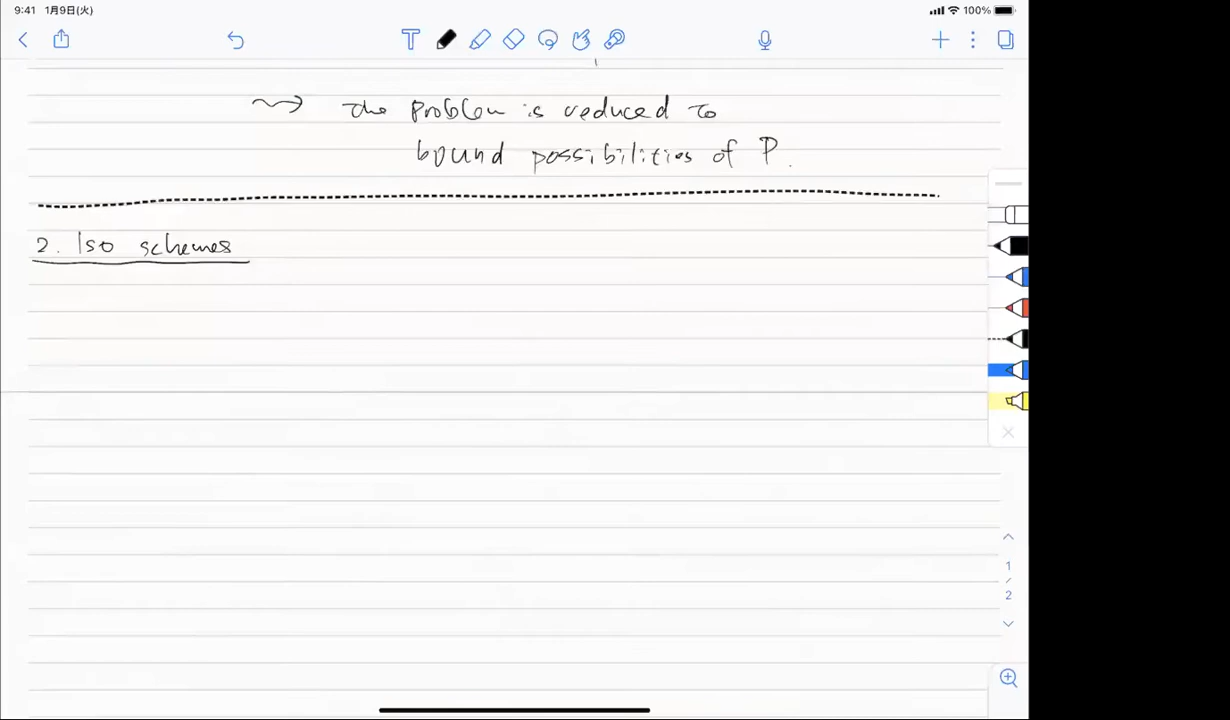 9:41 1月9日(火) 100%
⇝ the problem is reduced to
bound possibilities of P.
2. Iso schemes
1
/
2